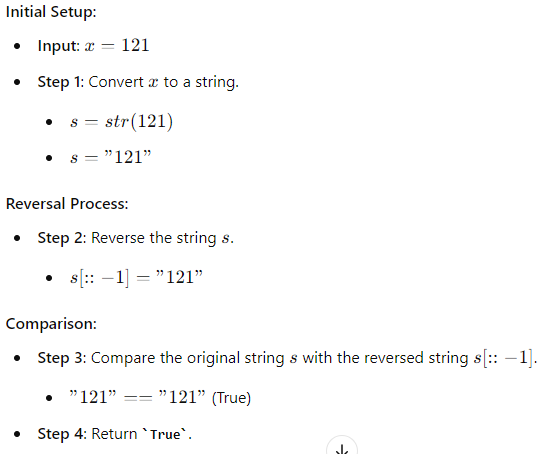 Initial Setup:
• Input: x = 121
• Step 1: Convert x to a string.
• s = str(121)
• s = ”121”
Reversal Process:
• Step 2: Reverse the string s.
• s[:: −1] = ”121”
Comparison:
• Step 3: Compare the original string s with the reversed string s[:: −1].
• ”121” == ”121” (True)
• Step 4: Return `True`.